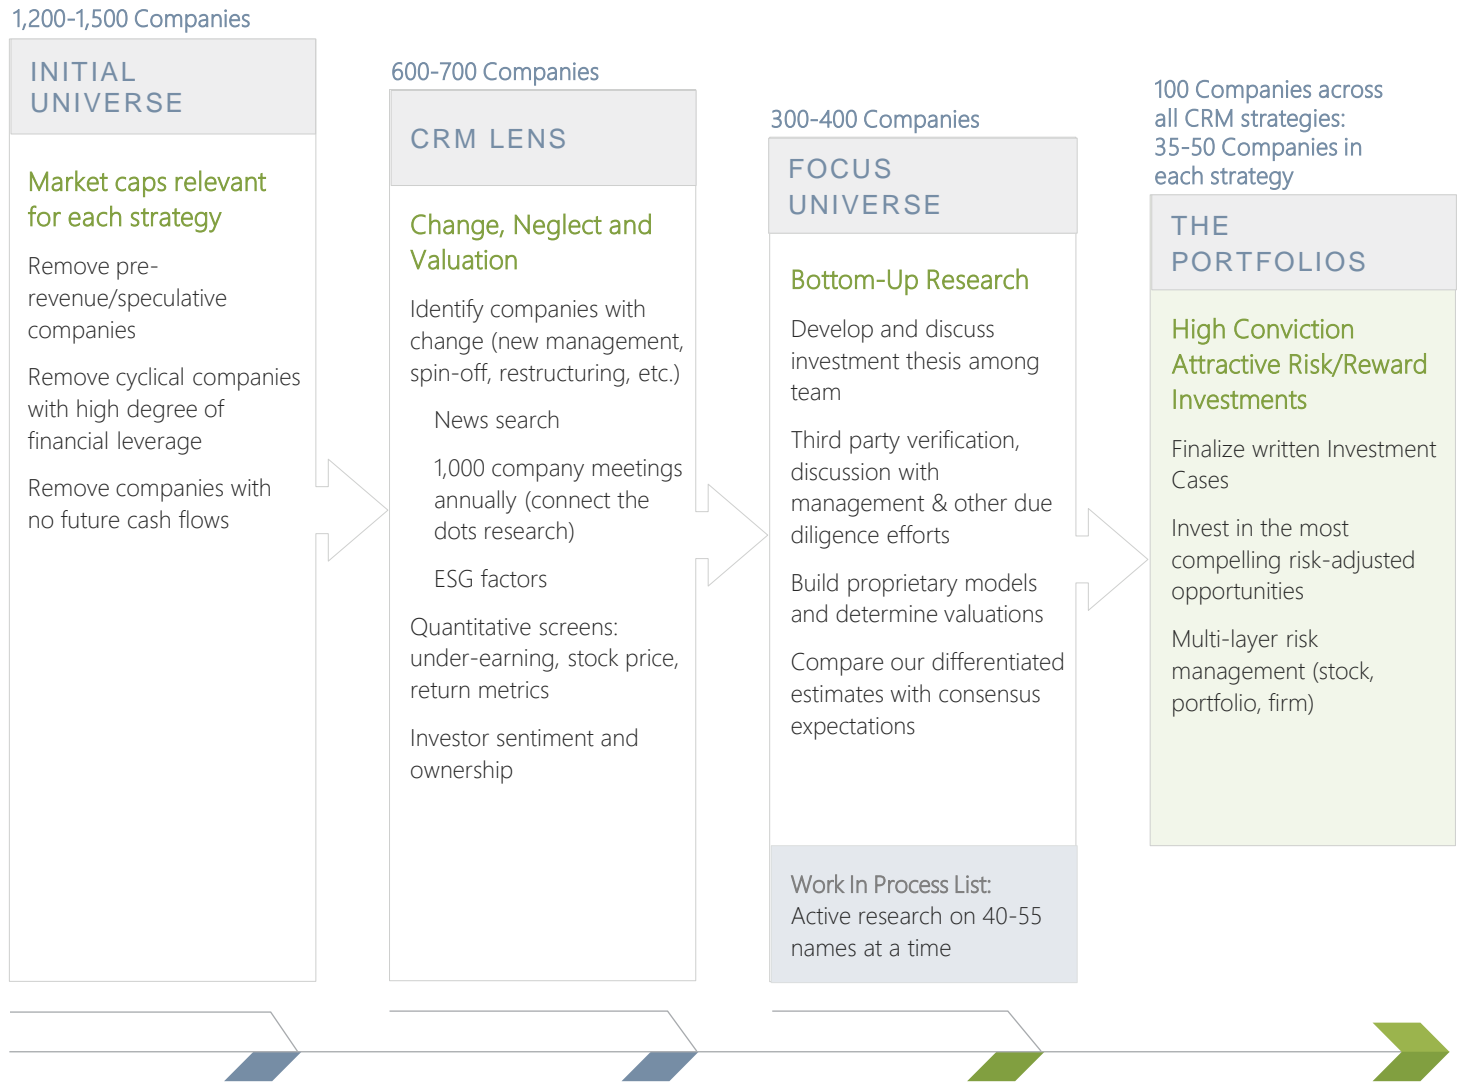 1,200-1,500 Companies
INITIAL
UNIVERSE
Market caps relevant
for each strategy
Remove pre-
revenue/speculative
companies
Remove cyclical companies
with high degree of
financial leverage
Remove companies with
no future cash flows
600-700 Companies
CRM LENS
Change, Neglect and
Valuation
Identify companies with
change (new management,
spin-off, restructuring, etc.)
News search
1,000 company meetings
annually (connect the
dots research)
ESG factors
Quantitative screens:
under-earning, stock price,
return metrics
Investor sentiment and
ownership
300-400 Companies
FOCUS
UNIVERSE
Bottom-Up Research
Develop and discuss
investment thesis among
team
Third party verification,
discussion with
management & other due
diligence efforts
Build proprietary models
and determine valuations
Compare our differentiated
estimates with consensus
expectations
Work In Process List:
Active research on 40-55
names at a time
100 Companies across
all CRM strategies:
35-50 Companies in
each strategy
THE
PORTFOLIOS
High Conviction
Attractive Risk/Reward
Investments
Finalize written Investment
Cases
Invest in the most
compelling risk-adjusted
opportunities
Multi-layer risk
management (stock,
portfolio, firm)